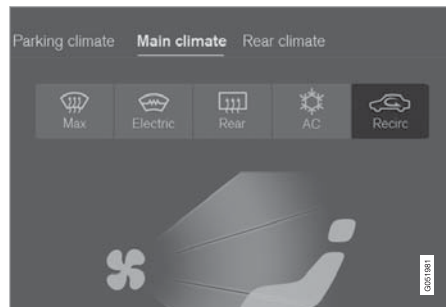 Parking climate Main climate Rear climate
Max Electric Rear AC Recirc
G051981